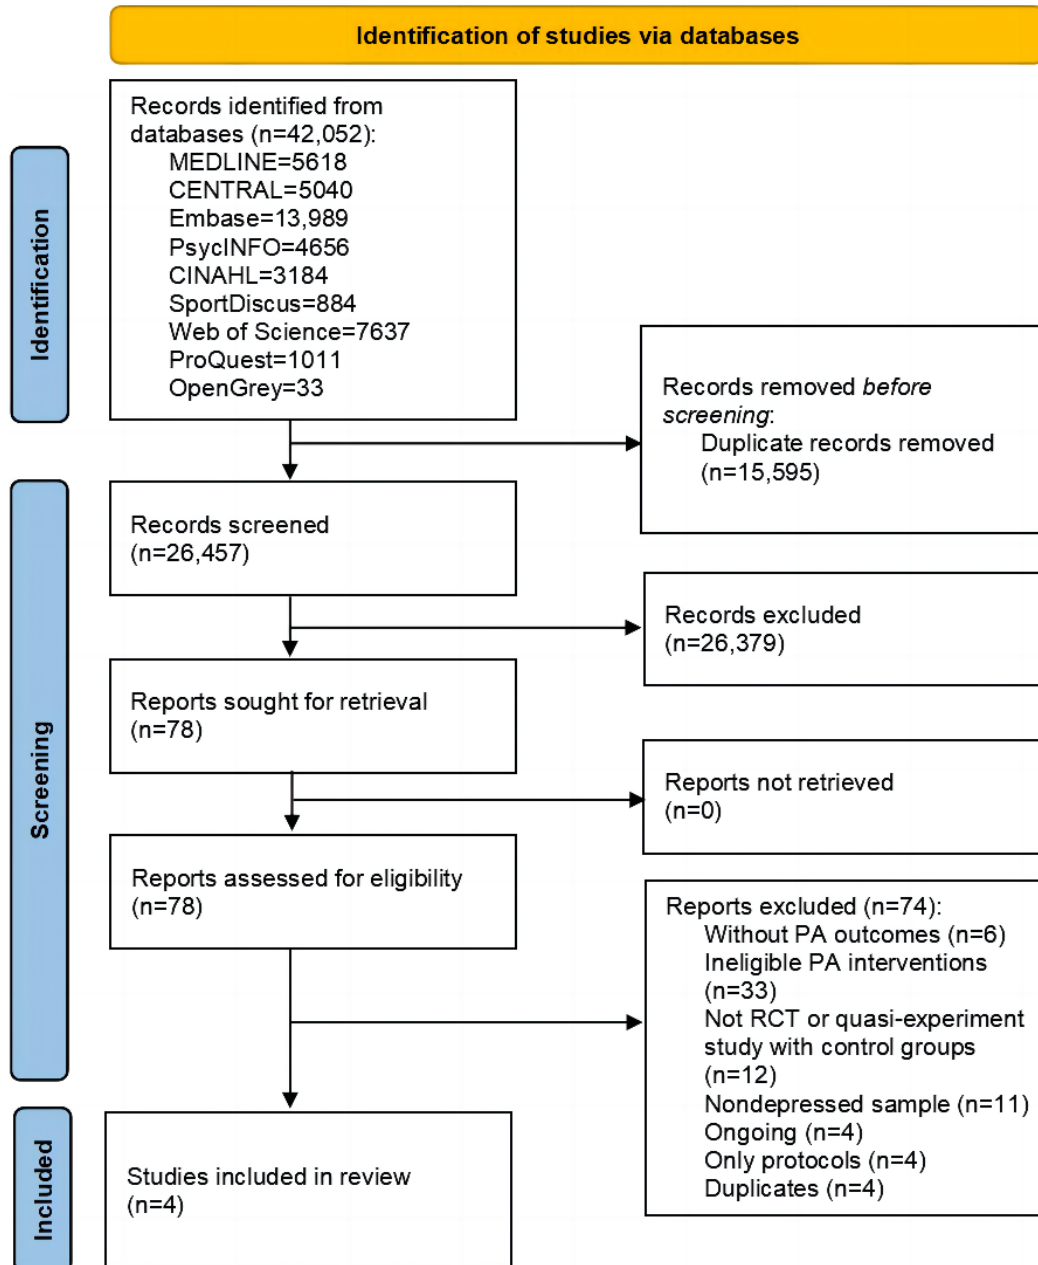 Identification of studies via databases
Identification
Records identified from
databases (n=42,052):
MEDLINE=5618
CENTRAL=5040
Embase=13,989
PsycINFO=4656
CINAHL=3184
SportDiscus=884
Web of Science=7637
ProQuest=1011
OpenGrey=33
Records removed before
screening:
Duplicate records removed
(n=15,595)
Screening
Records screened
(n=26,457)
Records excluded
(n=26,379)
Reports sought for retrieval
(n=78)
Reports not retrieved
(n=0)
Reports assessed for eligibility
(n=78)
Reports excluded (n=74):
Without PA outcomes (n=6)
Ineligible PA interventions
(n=33)
Not RCT or quasi-experiment
study with control groups
(n=12)
Nondepressed sample (n=11)
Ongoing (n=4)
Only protocols (n=4)
Duplicates (n=4)
Included
Studies included in review
(n=4)